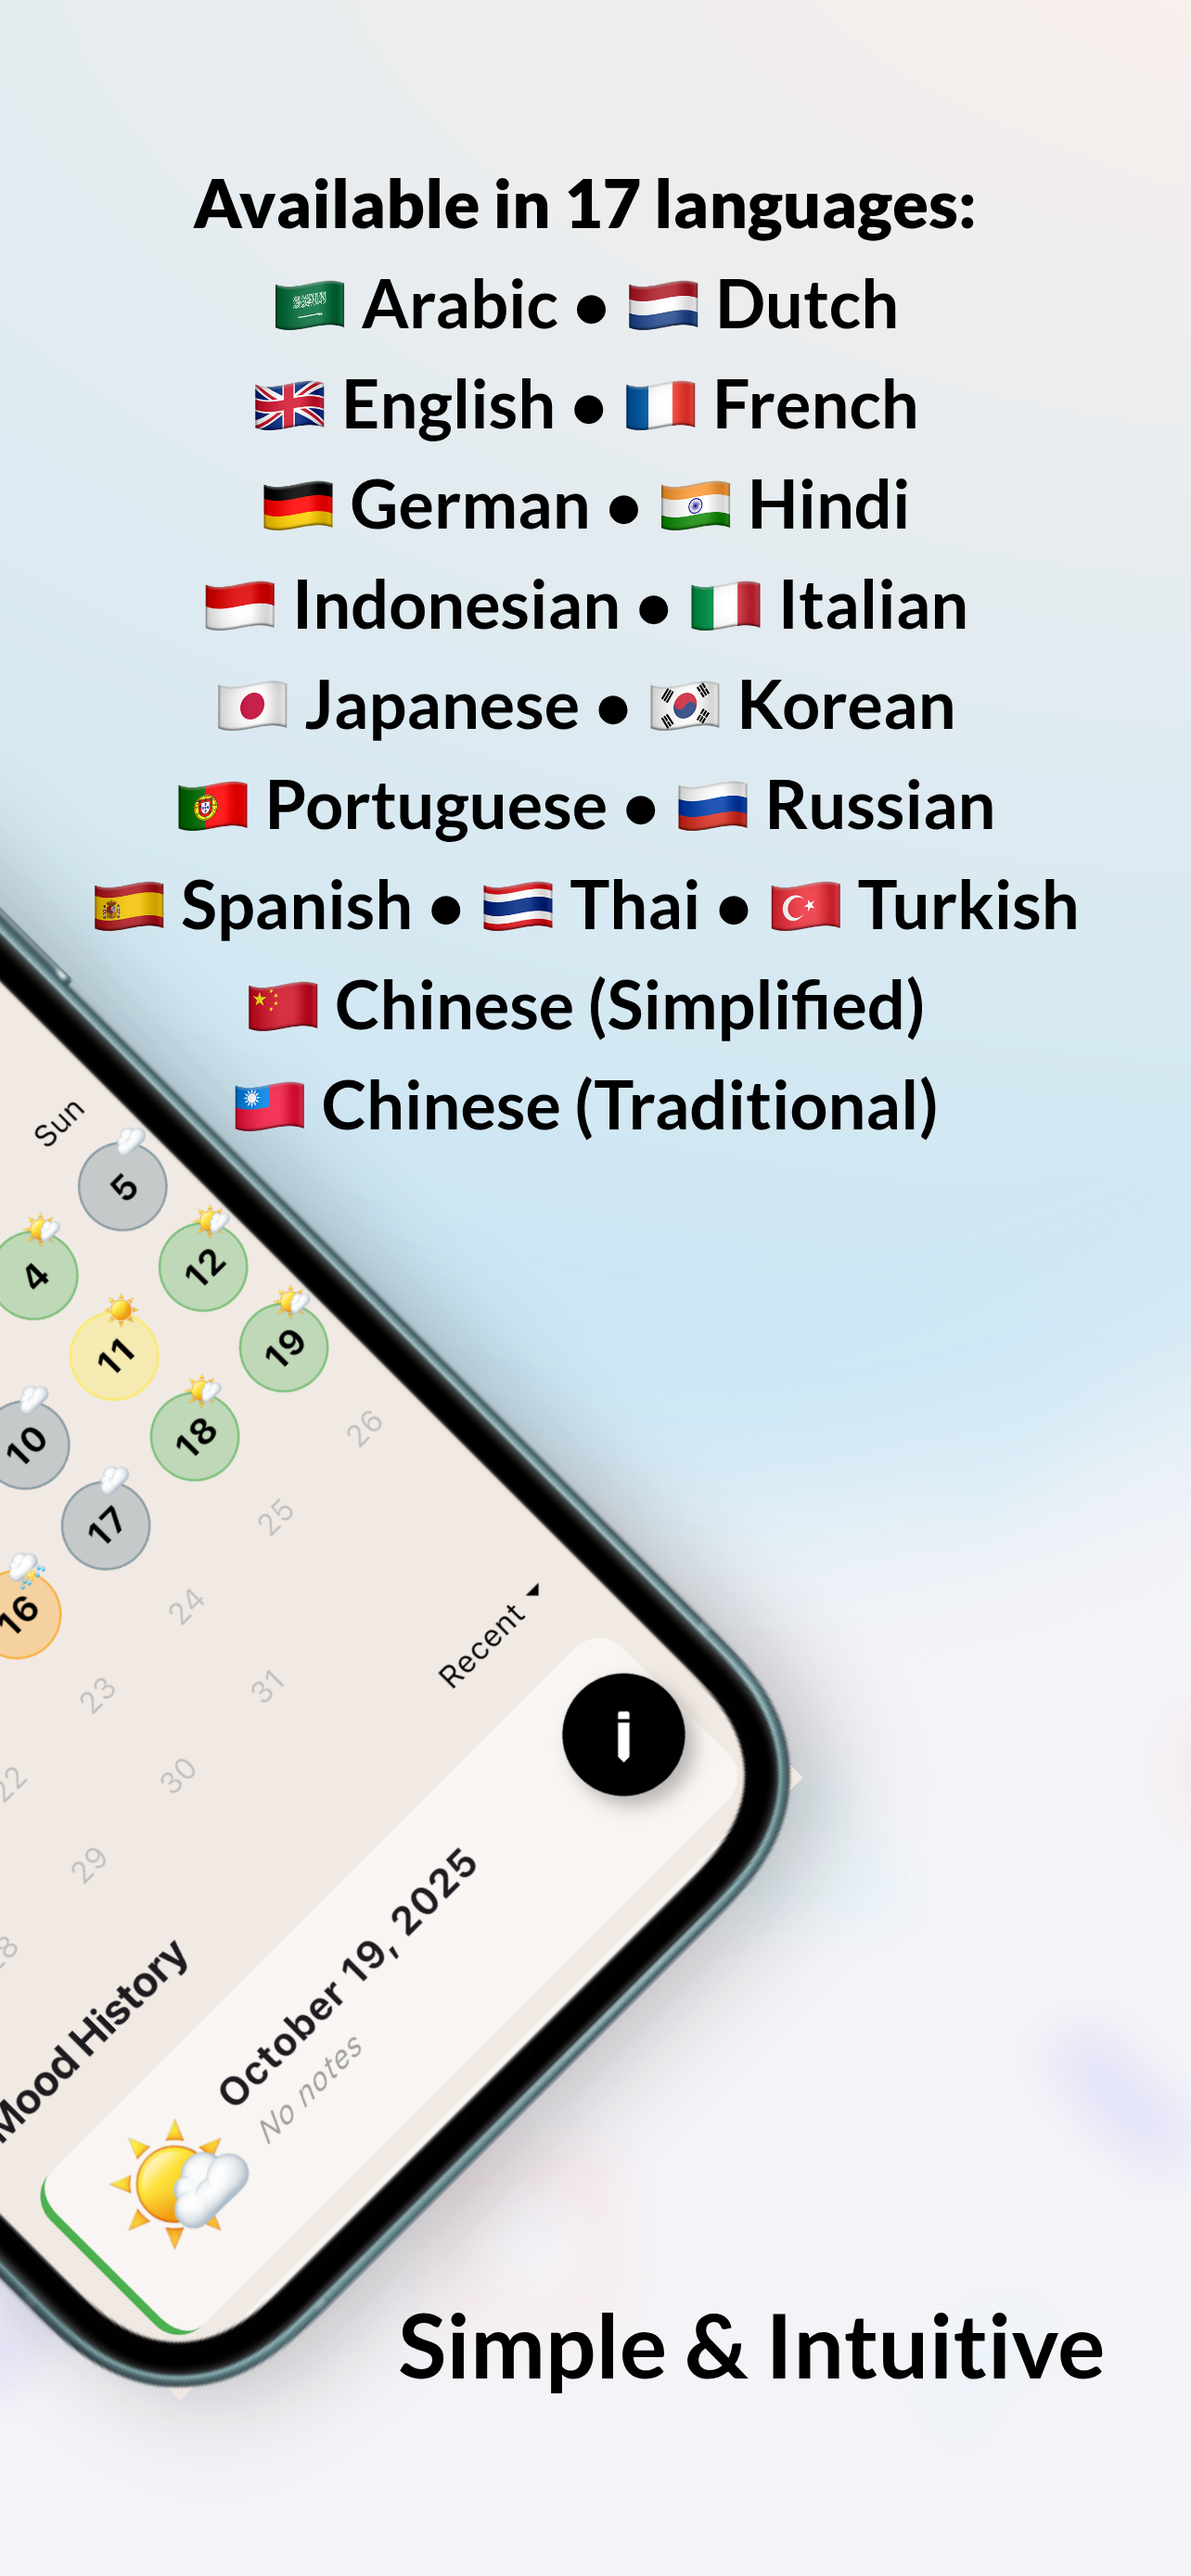 Available in 17 languages:
🇸🇦 Arabic ● 🇳🇱 Dutch
🇬🇧 English ● 🇫🇷 French
🇩🇪 German ● 🇮🇳 Hindi
🇮🇩 Indonesian ● 🇮🇹 Italian
🇯🇵 Japanese ● 🇰🇷 Korean
🇵🇹 Portuguese ● 🇷🇺 Russian
🇪🇸 Spanish ● 🇹🇭 Thai ● 🇹🇷 Turkish
🇨🇳 Chinese (Simplified)
🇹🇼 Chinese (Traditional)
Sun
4 5
10 11 12
16 17 18 19
22 23 24 25 26
29 30 31
Mood History
Recent
October 19, 2025
No notes
Simple & Intuitive